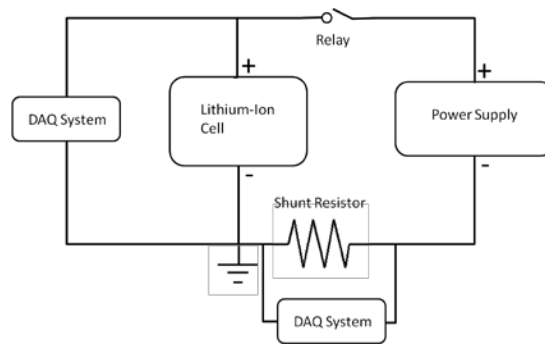 Relay
+
+
DAQ System
Lithium-Ion
Cell
Power Supply
-
-
Shunt Resistor
DAQ System